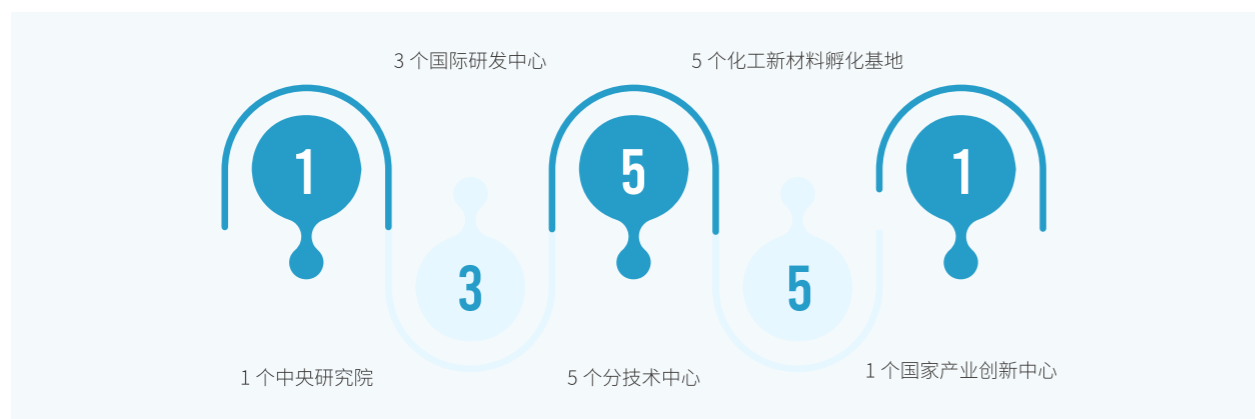 3 个国际研发中心
5 个化工新材料孵化基地
1
5
1
3
5
1 个中央研究院
5 个分技术中心
1 个国家产业创新中心